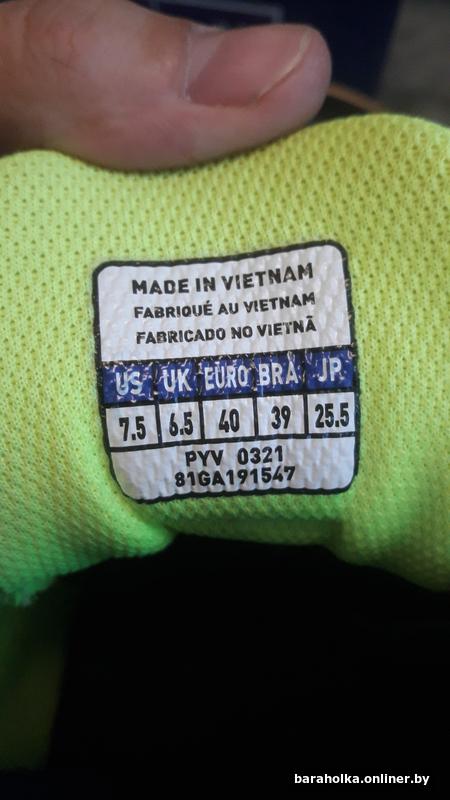 MADE IN VIETNAM
FABRIQUÉ AU VIETNAM
FABRICADO NO VIETNÃ
US UK EURO BRA JP
7.5 6.5 40 39 25.5
PYV 0321
81GA191547
baraholka.onliner.by